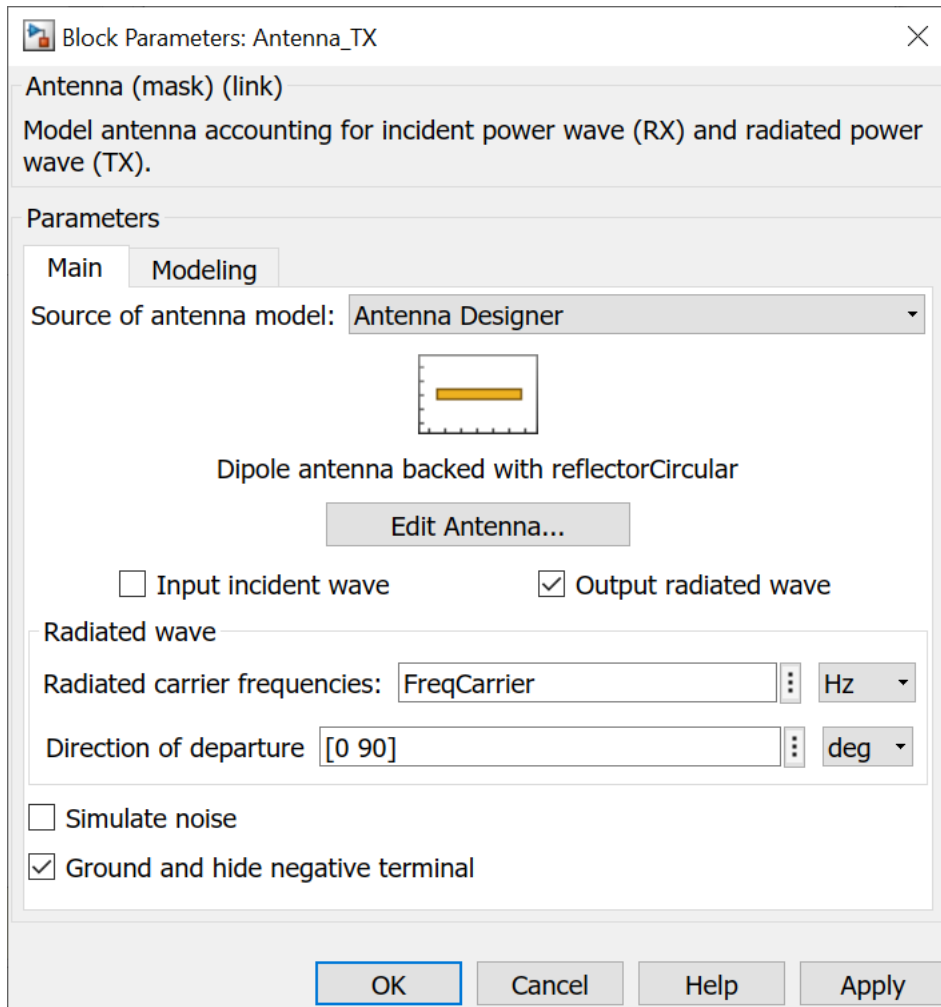 Block Parameters: Antenna_TX
Antenna (mask) (link)
Model antenna accounting for incident power wave (RX) and radiated power
wave (TX).
Parameters
Main Modeling
Source of antenna model: Antenna Designer
Dipole antenna backed with reflectorCircular
Edit Antenna...
Input incident wave Output radiated wave
Radiated wave
Radiated carrier frequencies: FreqCarrier Hz
Direction of departure [0 90] deg
Simulate noise
Ground and hide negative terminal
OK Cancel Help Apply